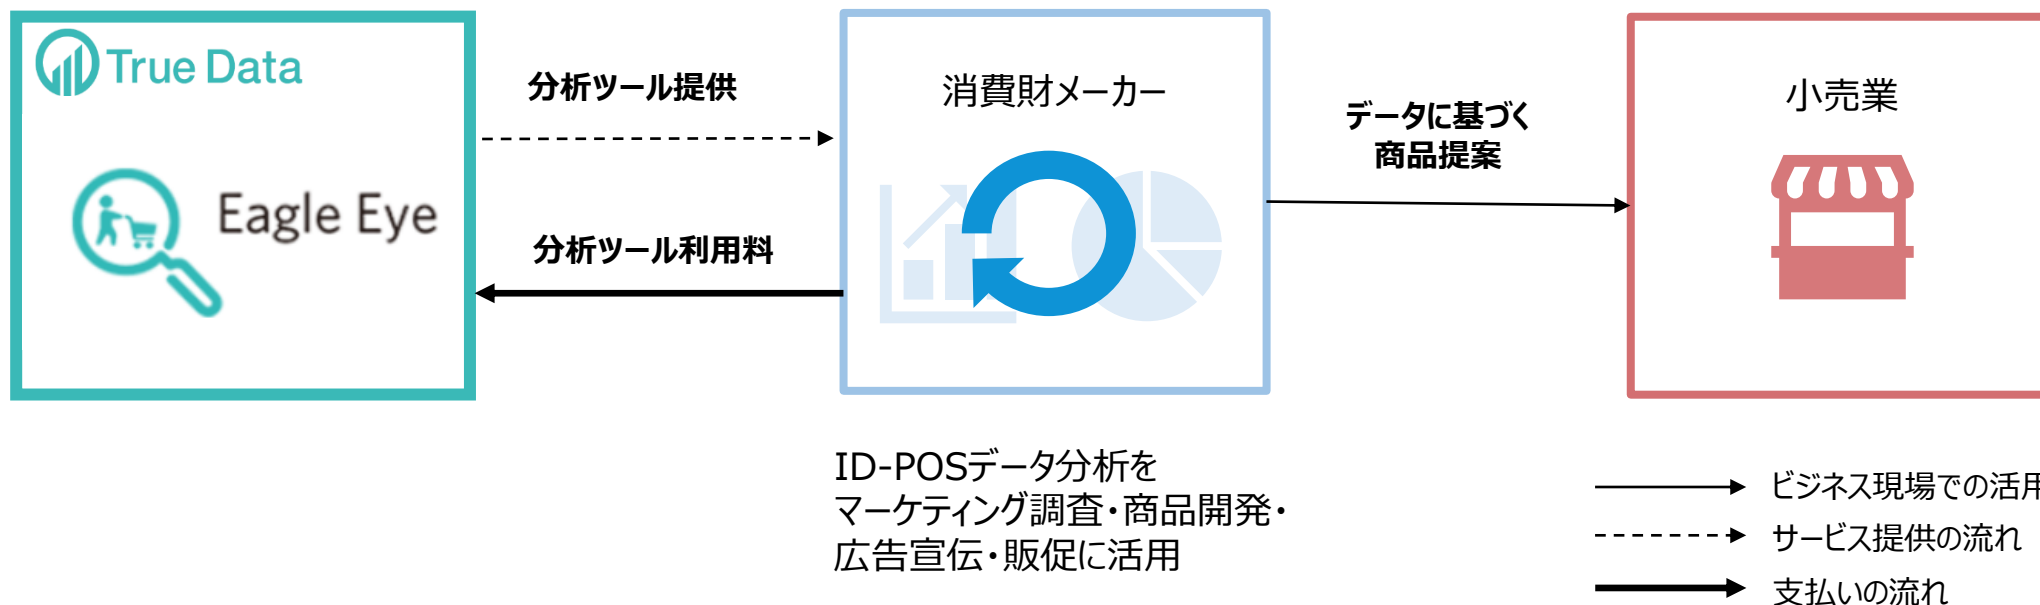 True Data
Eagle Eye
分析ツール提供
分析ツール利用料
消費財メーカー
データに基づく
商品提案
小売業
ID-POSデータ分析を
マーケティング調査・商品開発・
広告宣伝・販促に活用
ビジネス現場での活用
サービス提供の流れ
支払いの流れ